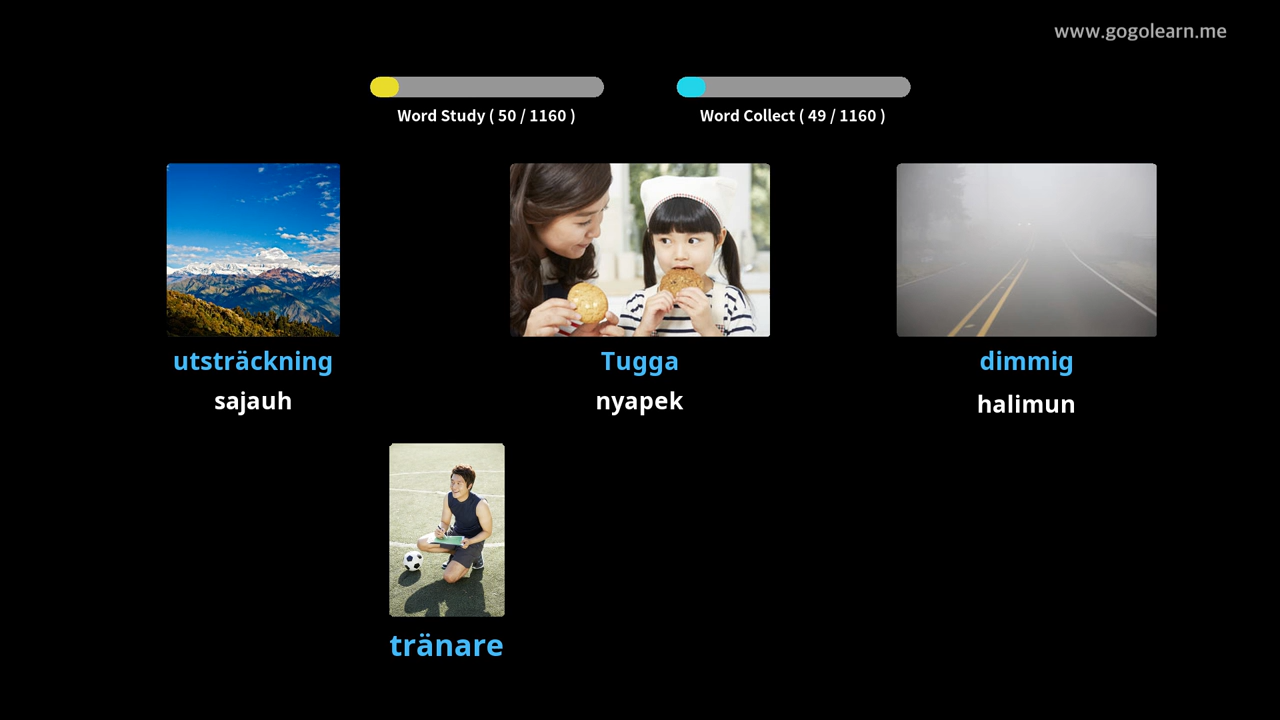 www.gogolearn.me
Word Study ( 50 / 1160 )
Word Collect ( 49 / 1160 )
utsträckning
Tugga
dimmig
sajauh
nyapek
halimun
tränare